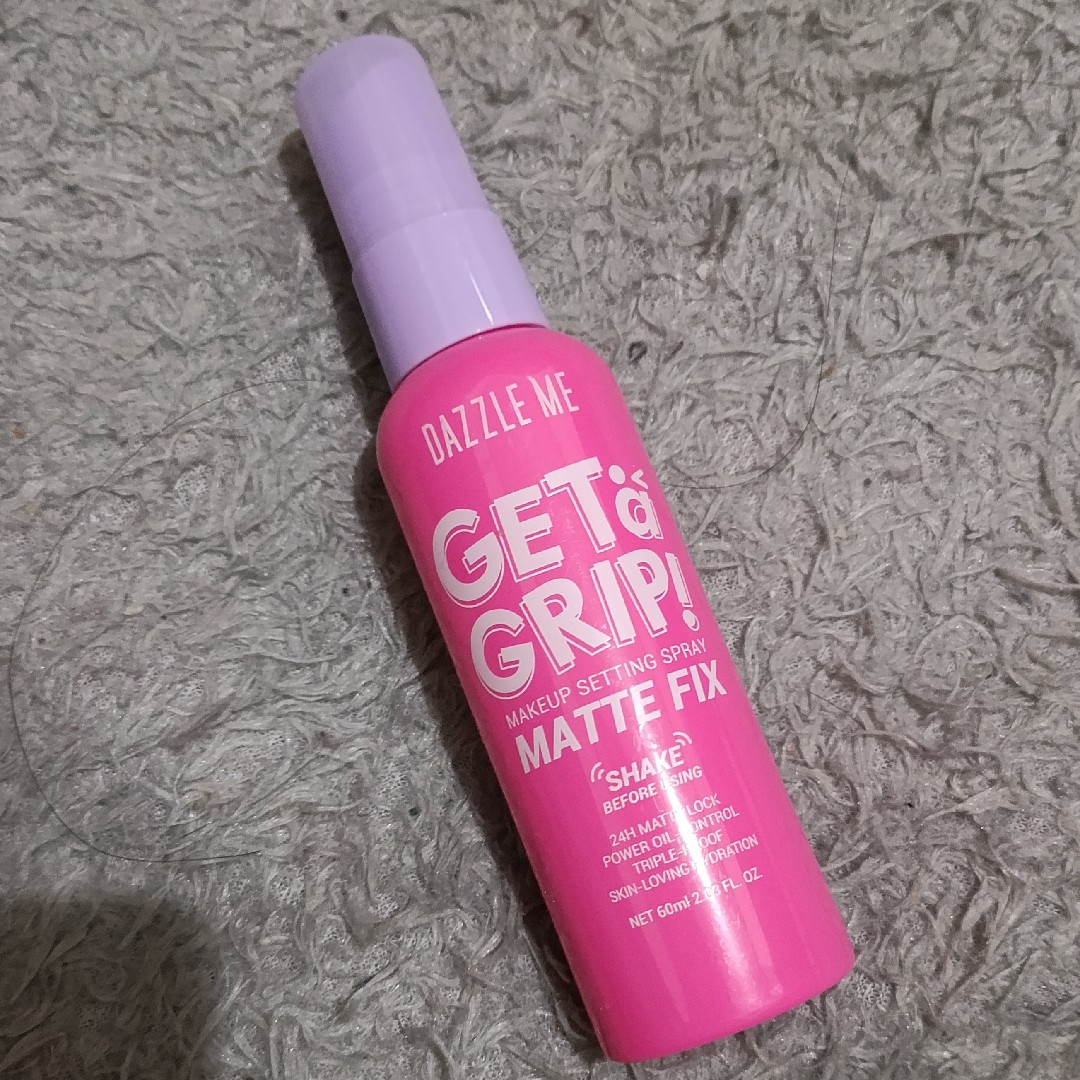 DAZZLE ME
GET a
GRIP!
MAKEUP SETTING SPRAY
MATTE FIX
SHAKE
BEFORE USING
24H MATTE LOCK
POWER OIL-CONTROL
TRIPLE-PROOF
SKIN-LOVING HYDRATION
NET 60ml 2.03 FL. OZ.